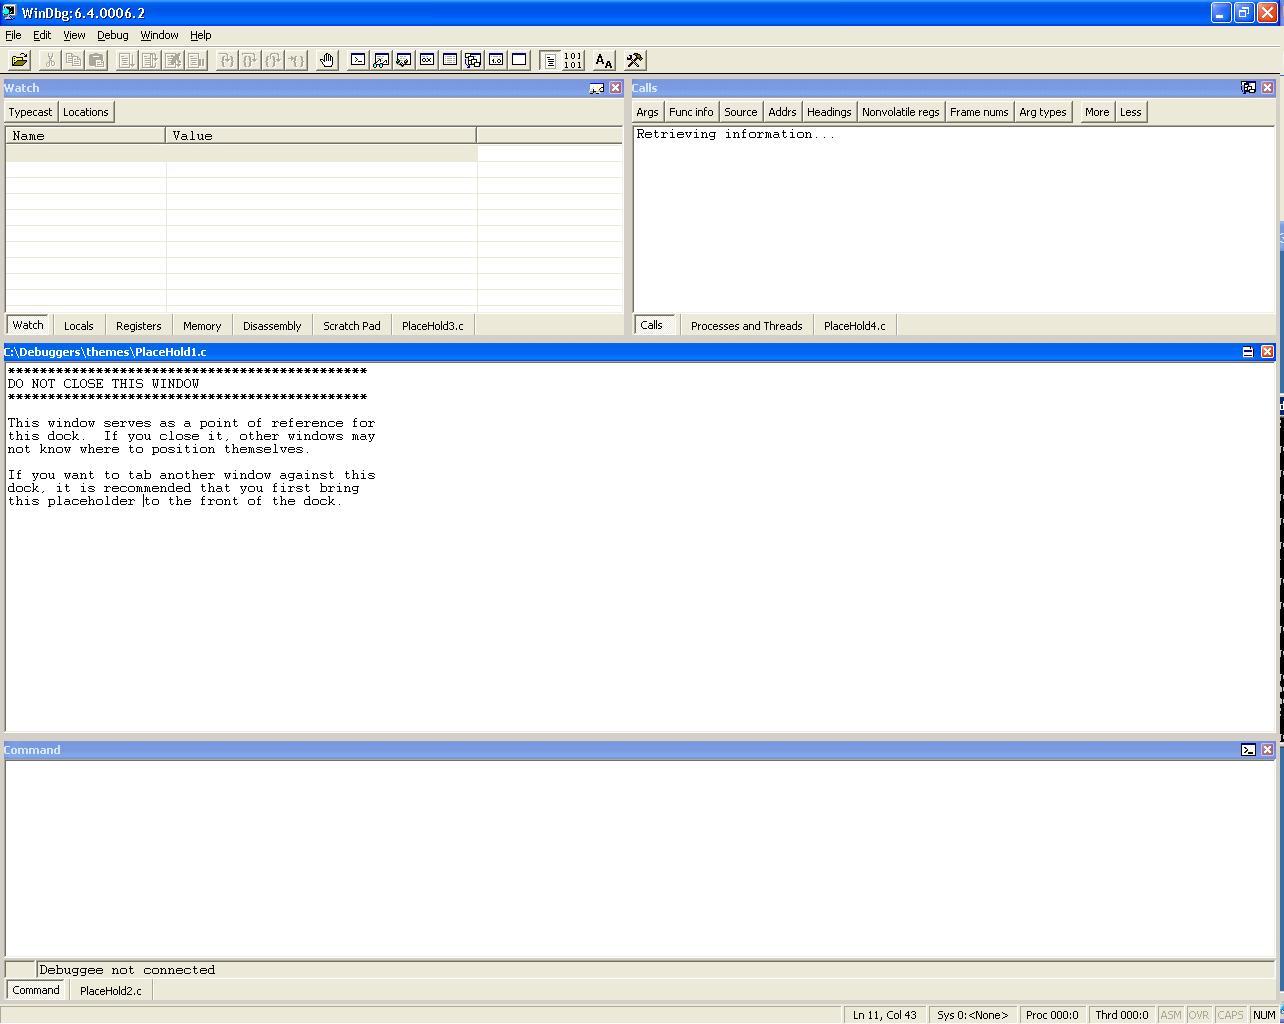 WinDbg:6.4.0006.2
File Edit View Debug Window Help
101
101
AA
Watch
Typecast Locations
Name Value
Watch Locals Registers Memory Disassembly Scratch Pad PlaceHold3.c
Calls
Args Func info Source Addrs Headings Nonvolatile regs Frame nums Arg types More Less
Retrieving information...
Calls Processes and Threads PlaceHold4.c
C:\Debuggers\themes\PlaceHold1.c
*********************************************
DO NOT CLOSE THIS WINDOW
*********************************************
This window serves as a point of reference for
this dock.  If you close it, other windows may
not know where to position themselves.
If you want to tab another window against this
dock, it is recommended that you first bring
this placeholder to the front of the dock.
Command
Debuggee not connected
Command PlaceHold2.c
Ln 11, Col 43 Sys 0:<None> Proc 000:0 Thrd 000:0 ASM OVR CAPS NUM